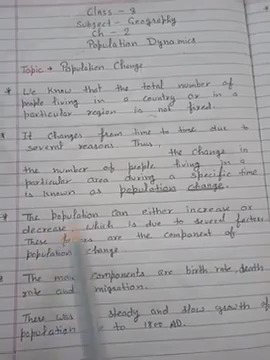 Class - 8
Subject - Geography
Ch - 2
Population Dynamics
Topic → Population Change
* We know that the total number of
people living in a country or in a
particular region is not fixed.
It changes from time to time due to
several reasons. Thus, the change in
the number of people living in a
particular area during a specific time
is known as population change.
* The population can either increase or
decrease, which is due to several factors
These are the component of
population change
The components are birth rate, death
rate and migration.
There was steady and slow growth of
population to 1800 AD.